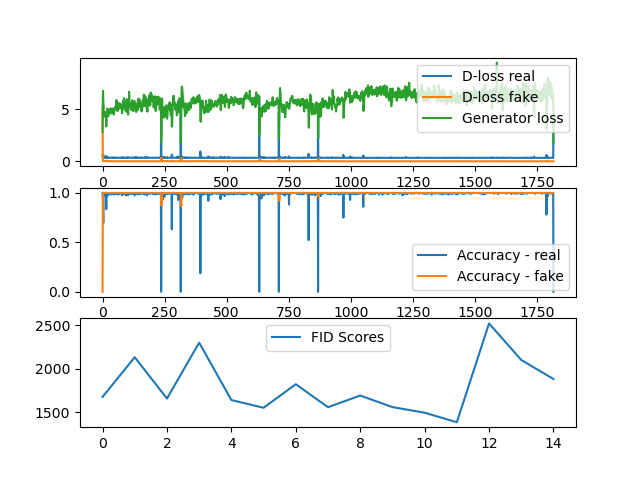 D-loss real
D-loss fake
Generator loss
5
0
0 250 500 750 1000 1250 1500 1750
Accuracy - real
Accuracy - fake
1.0
0.5
0.0
0 250 500 750 1000 1250 1500 1750
FID Scores
2500
2000
1500
0 2 4 6 8 10 12 14